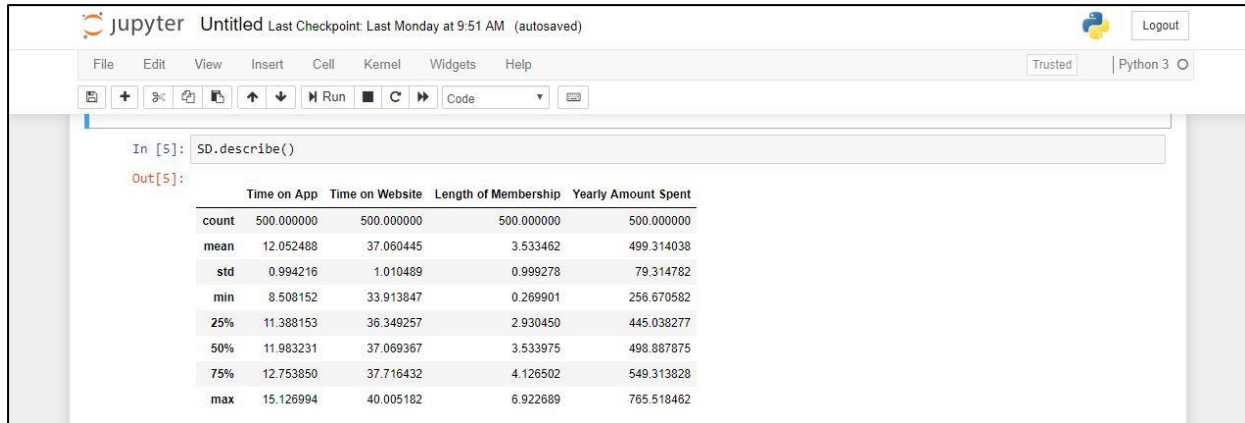 jupyter Untitled Last Checkpoint: Last Monday at 9:51 AM (autosaved) Logout
File Edit View Insert Cell Kernel Widgets Help Trusted Python 3
Run Code
In [5]: SD.describe()
Out[5]:
Time on App Time on Website Length of Membership Yearly Amount Spent
count 500.000000 500.000000 500.000000 500.000000
mean 12.052488 37.060445 3.533462 499.314038
std 0.994216 1.010489 0.999278 79.314782
min 8.508152 33.913847 0.269901 256.670582
25% 11.388153 36.349257 2.930450 445.038277
50% 11.983231 37.069367 3.533975 498.887875
75% 12.753850 37.716432 4.126502 549.313828
max 15.126994 40.005182 6.922689 765.518462